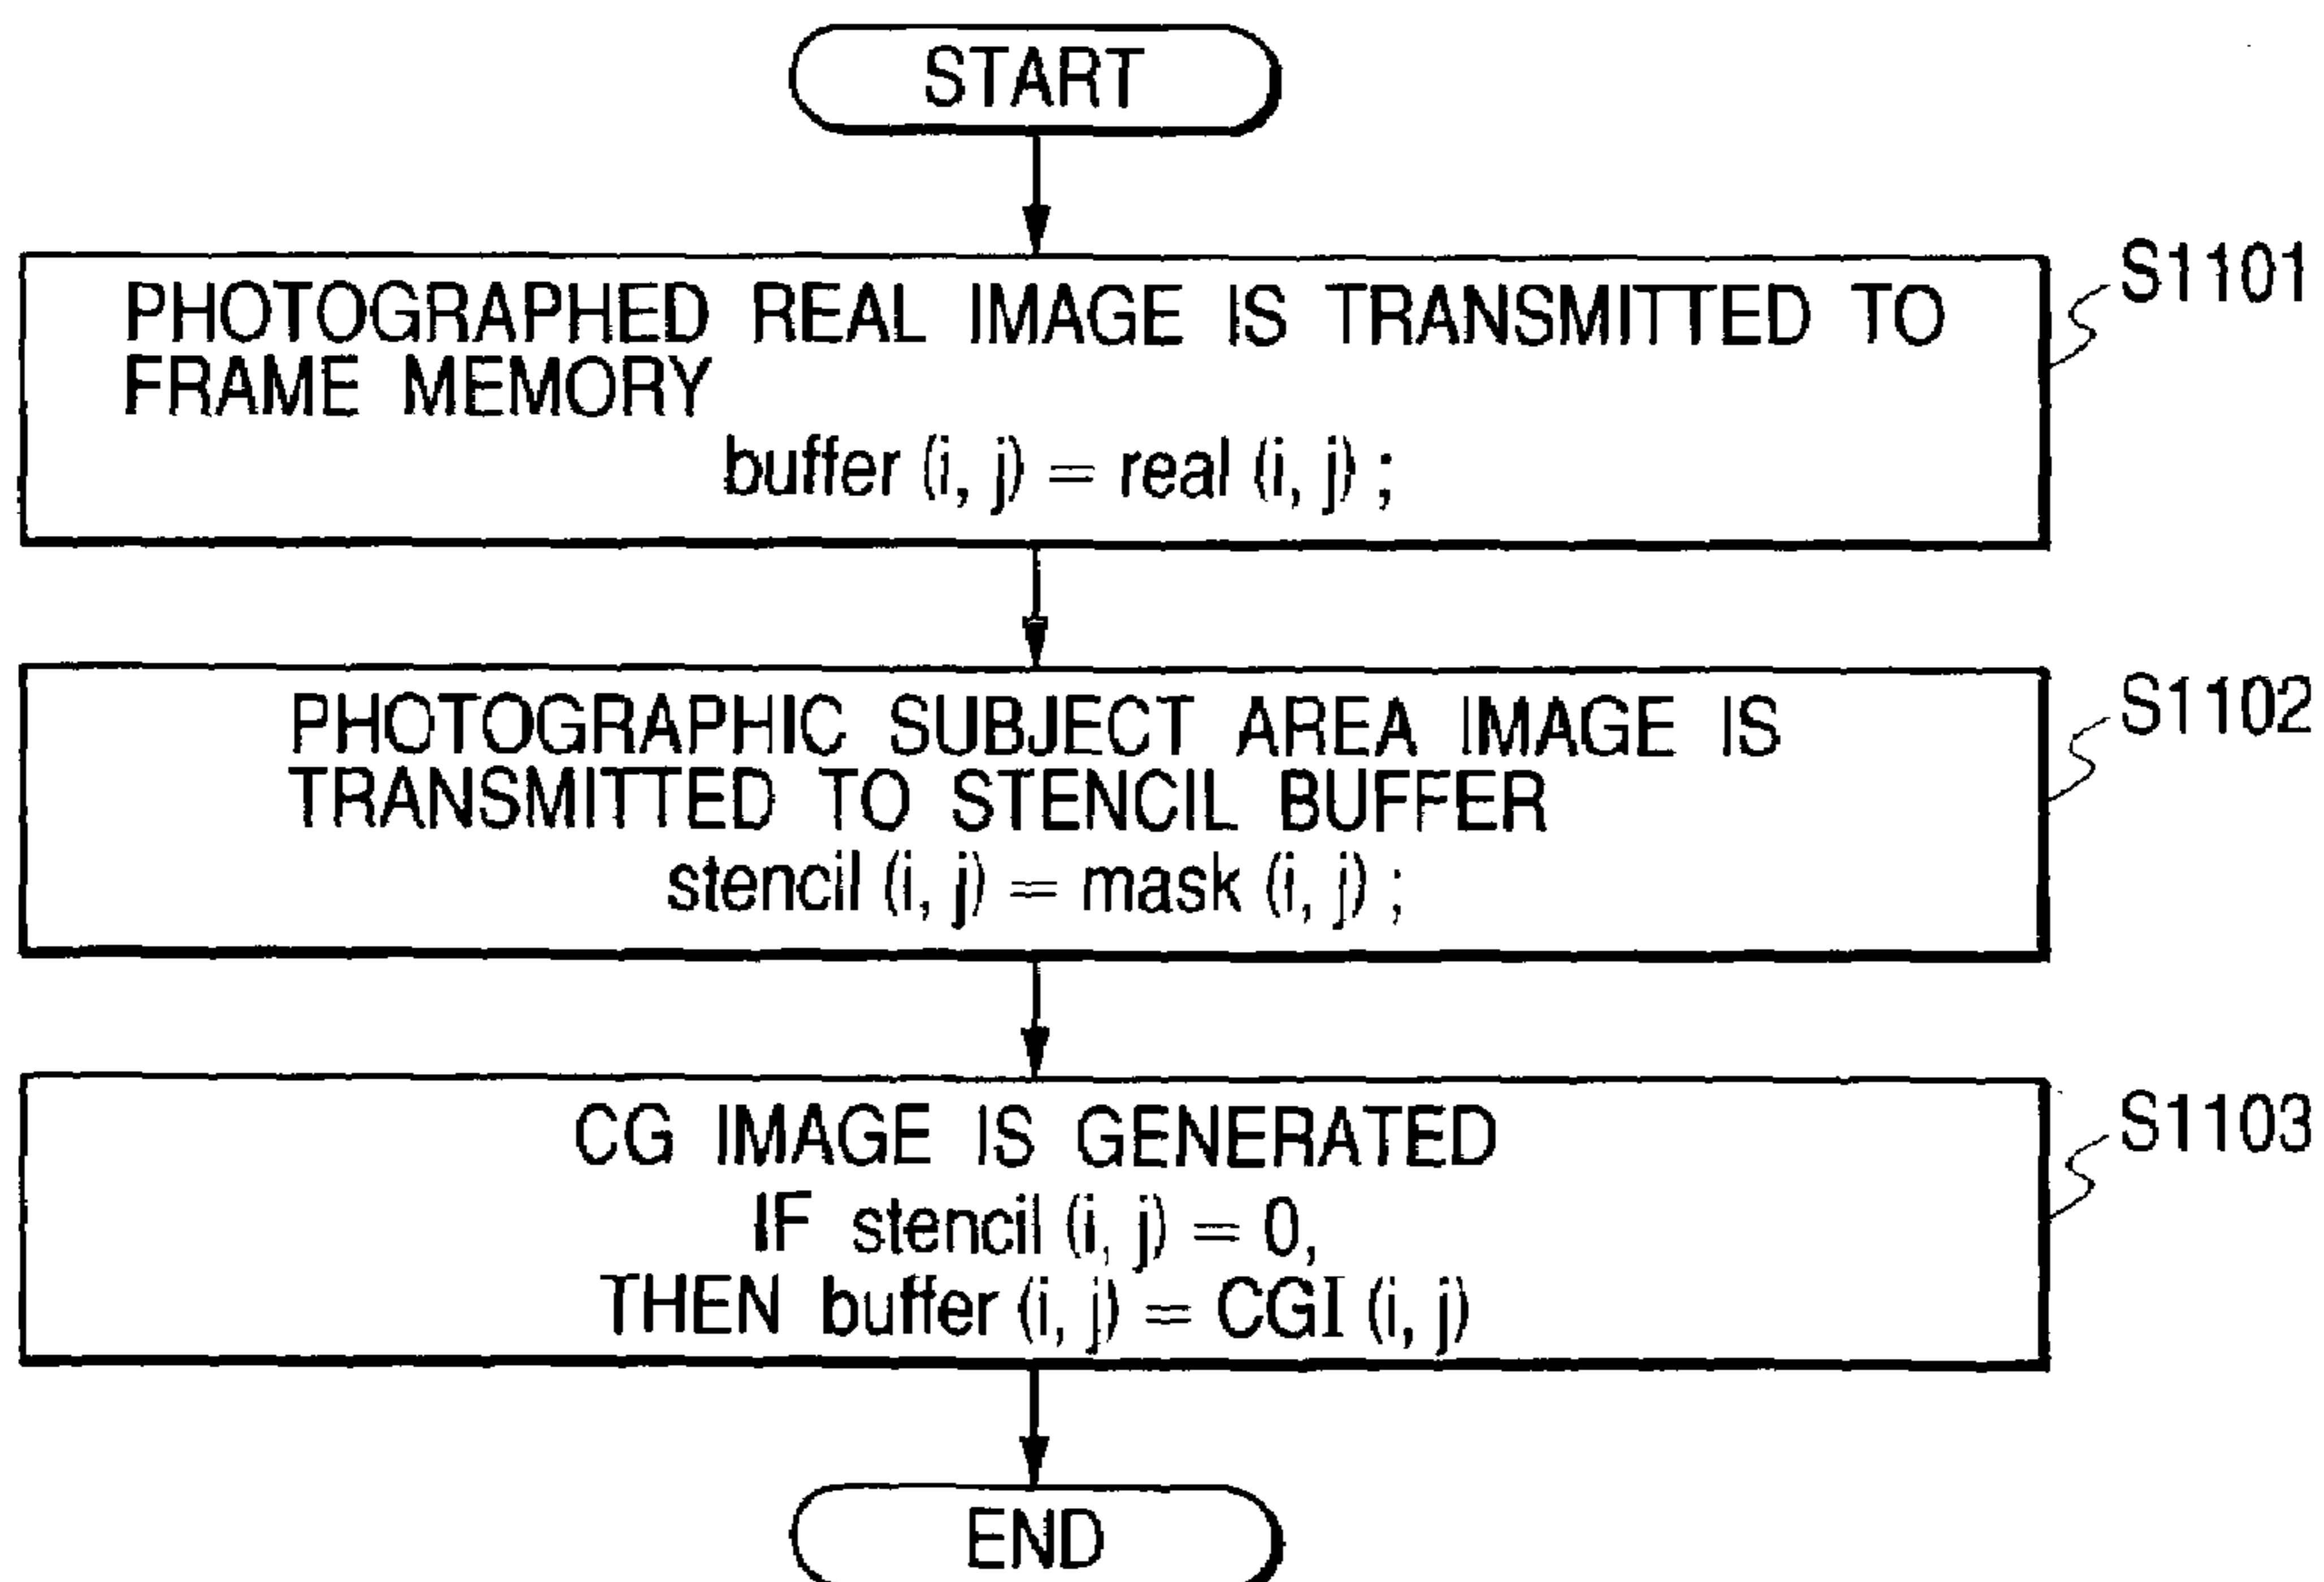 START
PHOTOGRAPHED REAL IMAGE IS TRANSMITTED TO
FRAME MEMORY
buffer (i, j) = real (i, j) ;
S1101
PHOTOGRAPHIC SUBJECT AREA IMAGE IS
TRANSMITTED TO STENCIL BUFFER
stencil (i, j) = mask (i, j) ;
S1102
CG IMAGE IS GENERATED
IF stencil (i, j) = 0,
THEN buffer (i, j) = CGI (i, j)
S1103
END